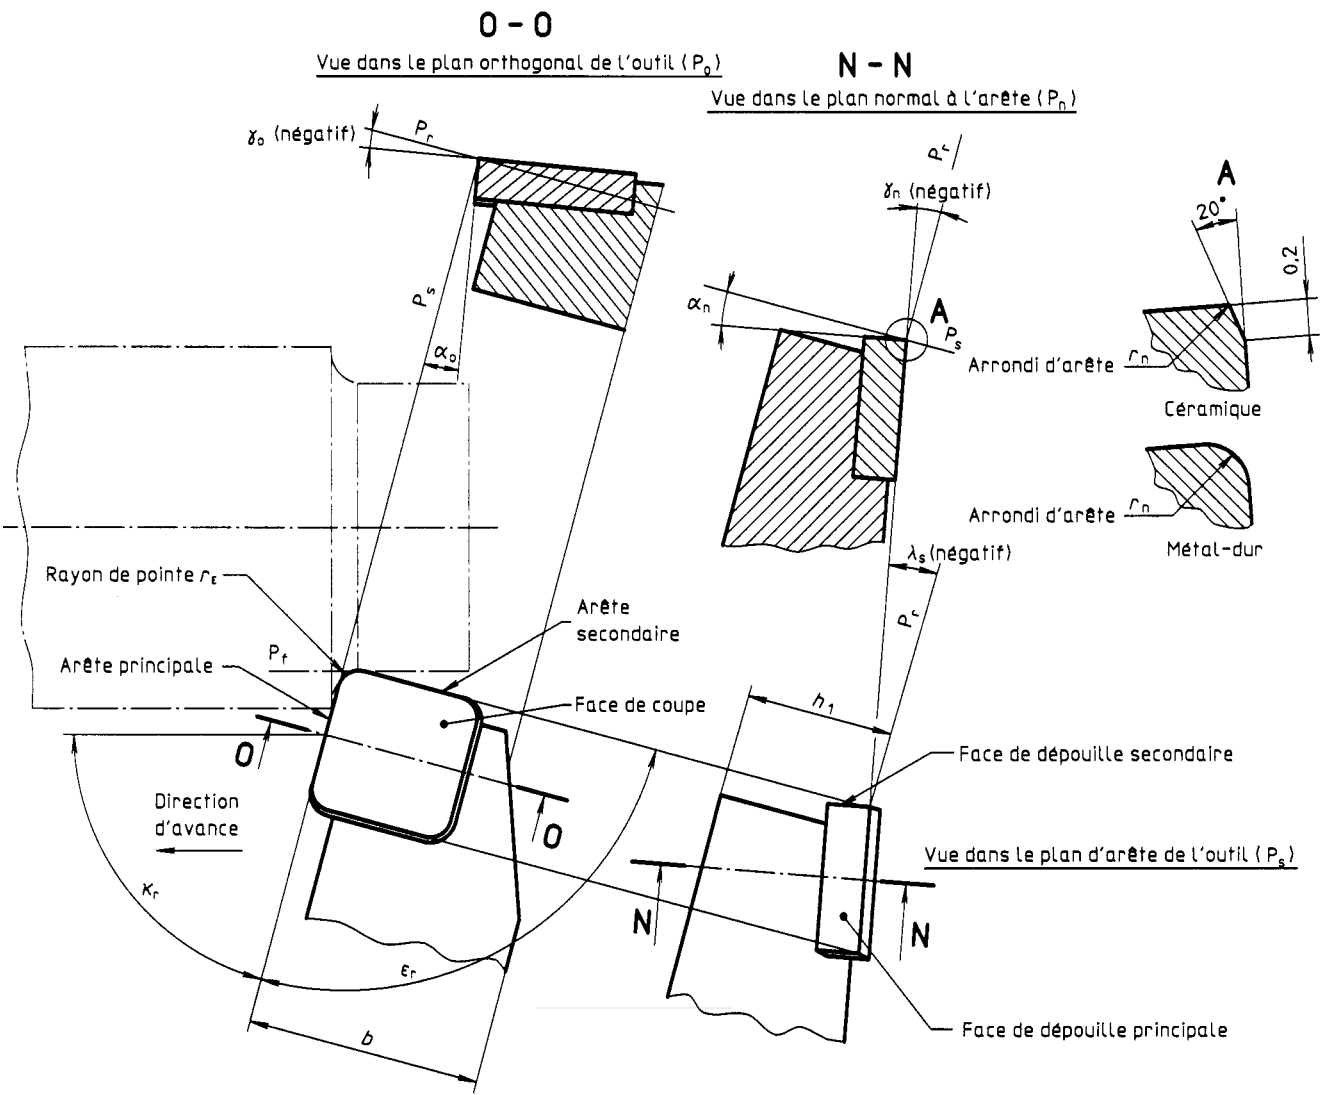 O - O
Vue dans le plan orthogonal de l'outil (Po)
N - N
Vue dans le plan normal à l'arête (Pn)
γo (négatif)
Pr
Pr
γn (négatif)
A
20°
0,2
Ps
αo
αn
A
Ps
Arrondi d'arête rn
Céramique
Arrondi d'arête rn
Métal-dur
λs (négatif)
Pr
Rayon de pointe rε
Arête
secondaire
Pf
Arête principale
Face de coupe
h1
O
O
Face de dépouille secondaire
Direction
d'avance
Vue dans le plan d'arête de l'outil (Ps)
κr
N
N
εr
b
Face de dépouille principale